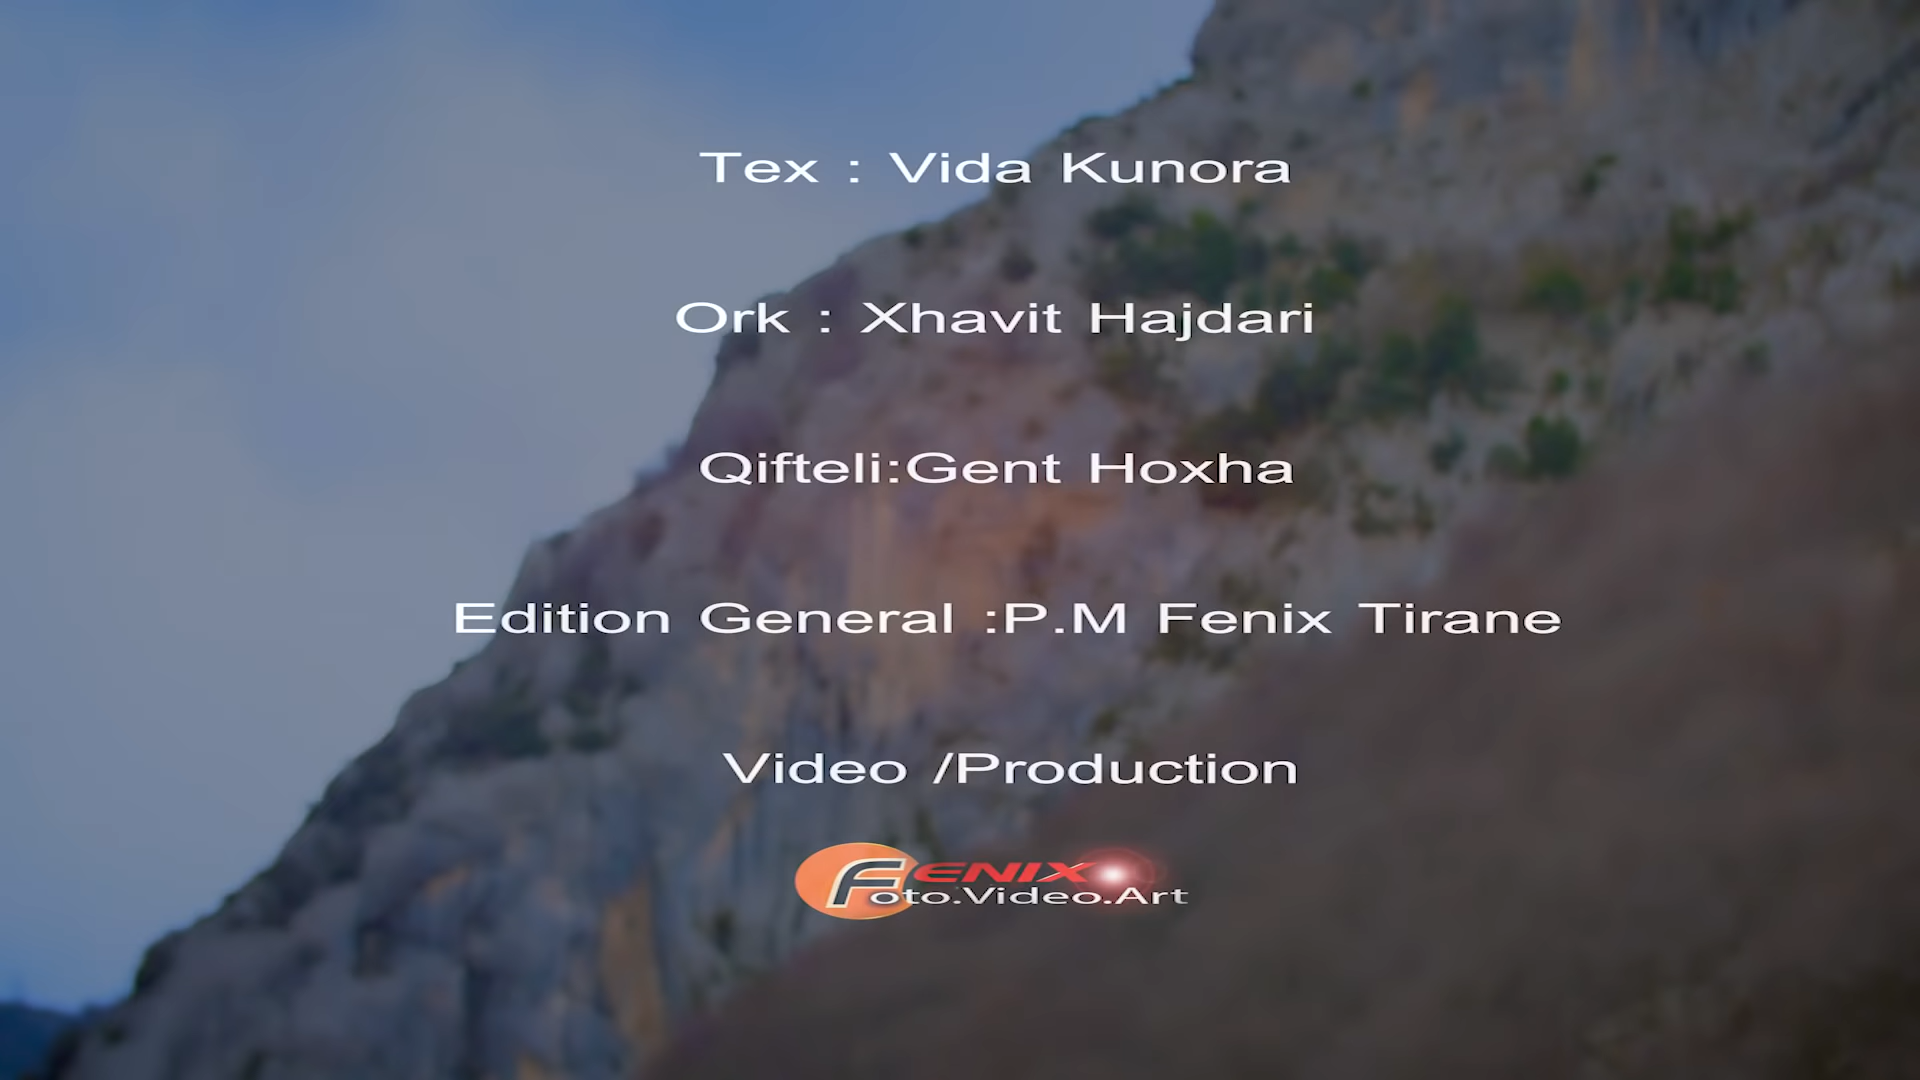 Tex : Vida Kunora
Ork : Xhavit Hajdari
Qifteli:Gent Hoxha
Edition General :P.M Fenix Tirane
Video /Production
FENIX
Foto.Video.Art